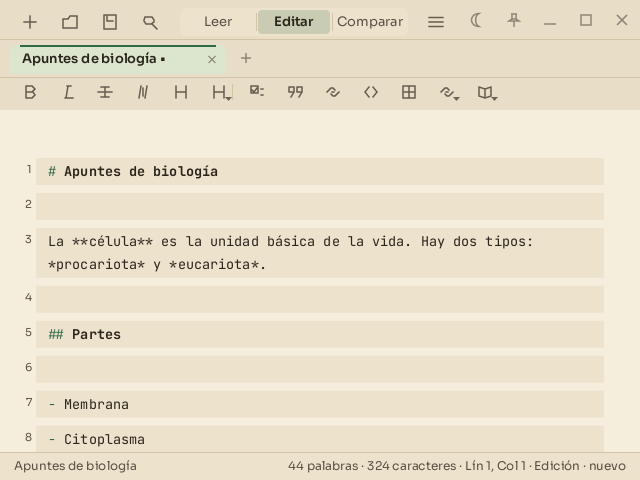 Leer Editar Comparar
Apuntes de biología •
1 # Apuntes de biología
2
3 La **célula** es la unidad básica de la vida. Hay dos tipos:
*procariota* y *eucariota*.
4
5 ## Partes
6
7 - Membrana
8 - Citoplasma
Apuntes de biología 44 palabras · 324 caracteres · Lín 1, Col 1 · Edición · nuevo